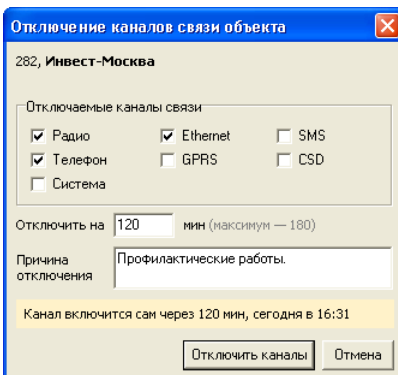 Отключение каналов связи объекта
282, Инвест-Москва
Отключаемые каналы связи
Радио Ethernet SMS
Телефон GPRS CSD
Система
Отключить на 120 мин (максимум — 180)
Причина отключения Профилактические работы.
Канал включится сам через 120 мин, сегодня в 16:31
Отключить каналы Отмена